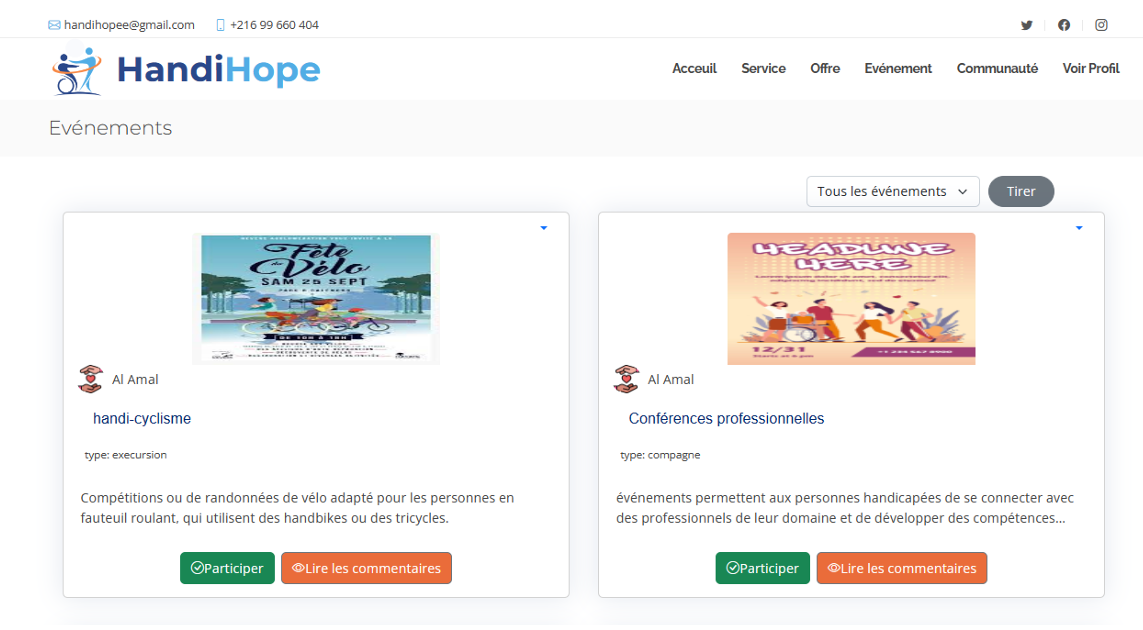 handihopee@gmail.com +216 99 660 404
HandiHope
Acceuil Service Offre Evénement Communauté Voir Profil
Evénements
Tous les événements Tirer
Fête
du
Vélo
SAM 25 SEPT
DE 10H À 18H
Al Amal
handi-cyclisme
type: execursion
Compétitions ou de randonnées de vélo adapté pour les personnes en
fauteuil roulant, qui utilisent des handbikes ou des tricycles.
Participer Lire les commentaires
HEADLINE
HERE
12/31
Al Amal
Conférences professionnelles
type: compagne
événements permettent aux personnes handicapées de se connecter avec
des professionnels de leur domaine et de développer des compétences...
Participer Lire les commentaires